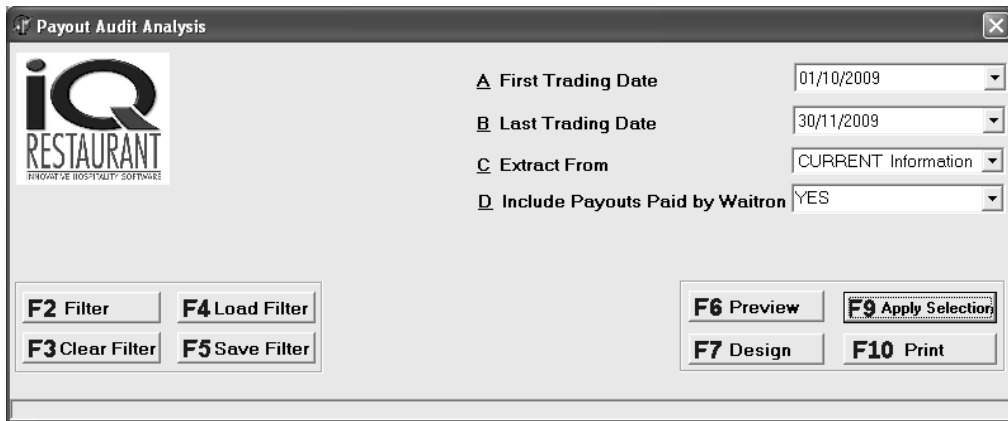 Payout Audit Analysis
iQ
RESTAURANT
INNOVATIVE HOSPITALITY SOFTWARE
A First Trading Date 01/10/2009
B Last Trading Date 30/11/2009
C Extract From CURRENT Information
D Include Payouts Paid by Waitron YES
F2 Filter F4 Load Filter
F3 Clear Filter F5 Save Filter
F6 Preview F9 Apply Selection
F7 Design F10 Print